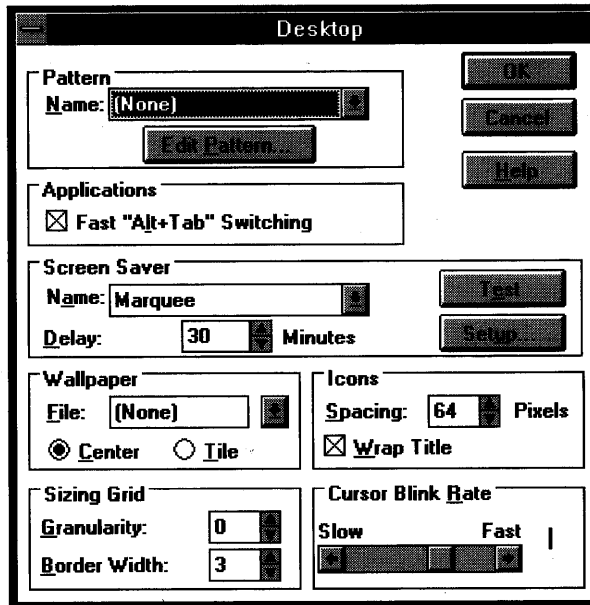 Desktop
Pattern
Name: (None)
Edit Pattern...
OK
Cancel
Help
Applications
Fast "Alt+Tab" Switching
Screen Saver
Name: Marquee
Delay: 30 Minutes
Test
Setup...
Wallpaper
File: (None)
Center Tile
Icons
Spacing: 64 Pixels
Wrap Title
Sizing Grid
Granularity: 0
Border Width: 3
Cursor Blink Rate
Slow Fast